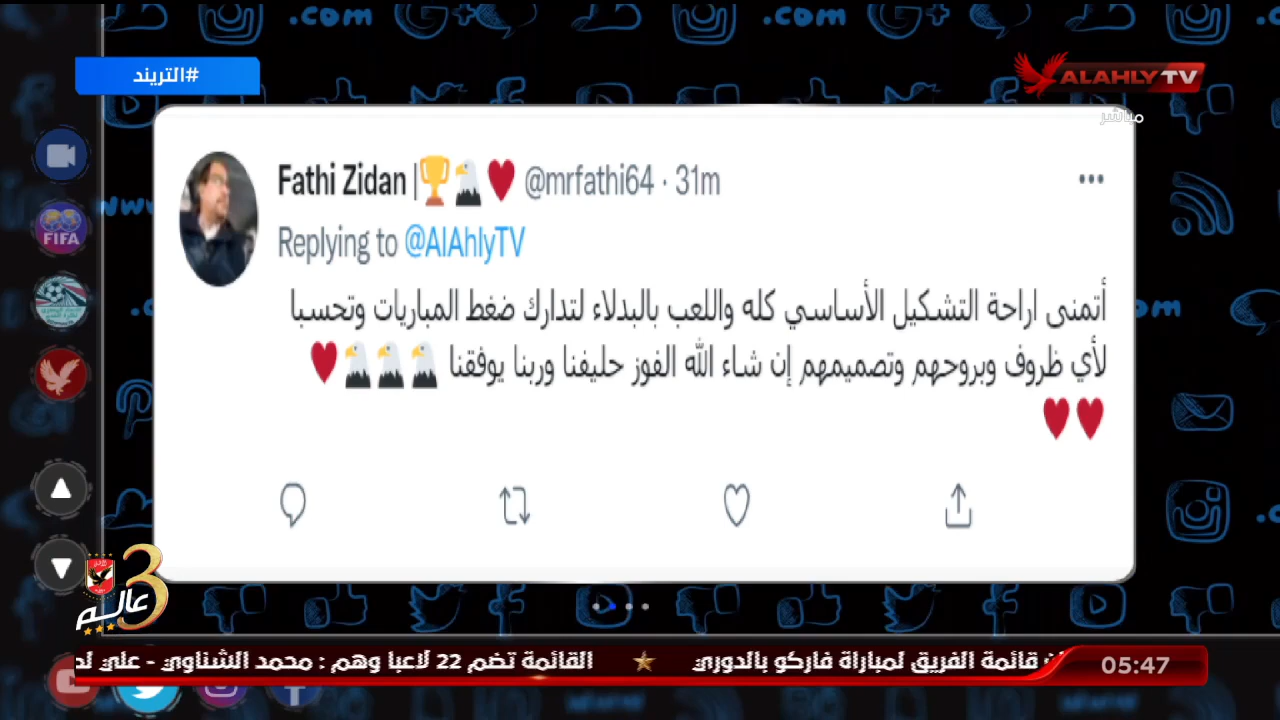 #التريند
ALAHLY TV
مباشر
Fathi Zidan |🏆🦅♥ @mrfathi64 · 31m
Replying to @AlAhlyTV
أتمنى اراحة التشكيل الأساسي كله واللعب بالبدلاء لتدارك ضغط المباريات وتحسبا
لأي ظروف وبروحهم وتصميمهم إن شاء الله الفوز حليفنا وربنا يوفقنا 🦅🦅🦅♥
♥♥
FIFA
3 عالم
قائمة الفريق لمباراة فاركو بالدوري ★ القائمة تضم 22 لاعبا وهم : محمد الشناوي - علي
05:47